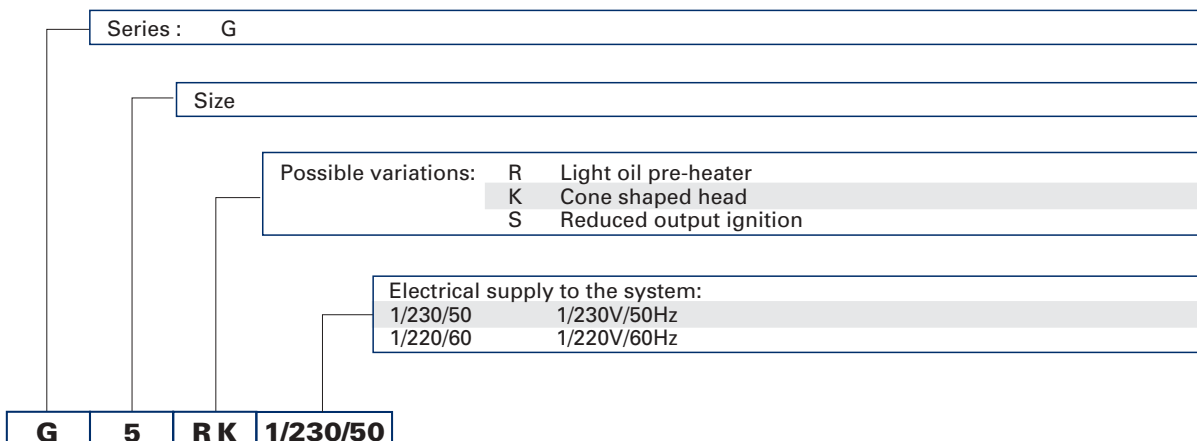 Series : G
Size
Possible variations: R Light oil pre-heater
K Cone shaped head
S Reduced output ignition
Electrical supply to the system:
1/230/50 1/230V/50Hz
1/220/60 1/220V/60Hz
G 5 R K 1/230/50